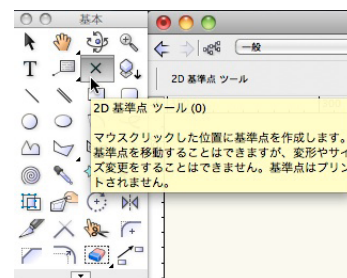 基本
一般
2D 基準点 ツール
2D 基準点 ツール (0)
マウスクリックした位置に基準点を作成します。
基準点を移動することはできますが、変形やサイ
ズ変更をすることはできません。基準点はプリン
トされません。